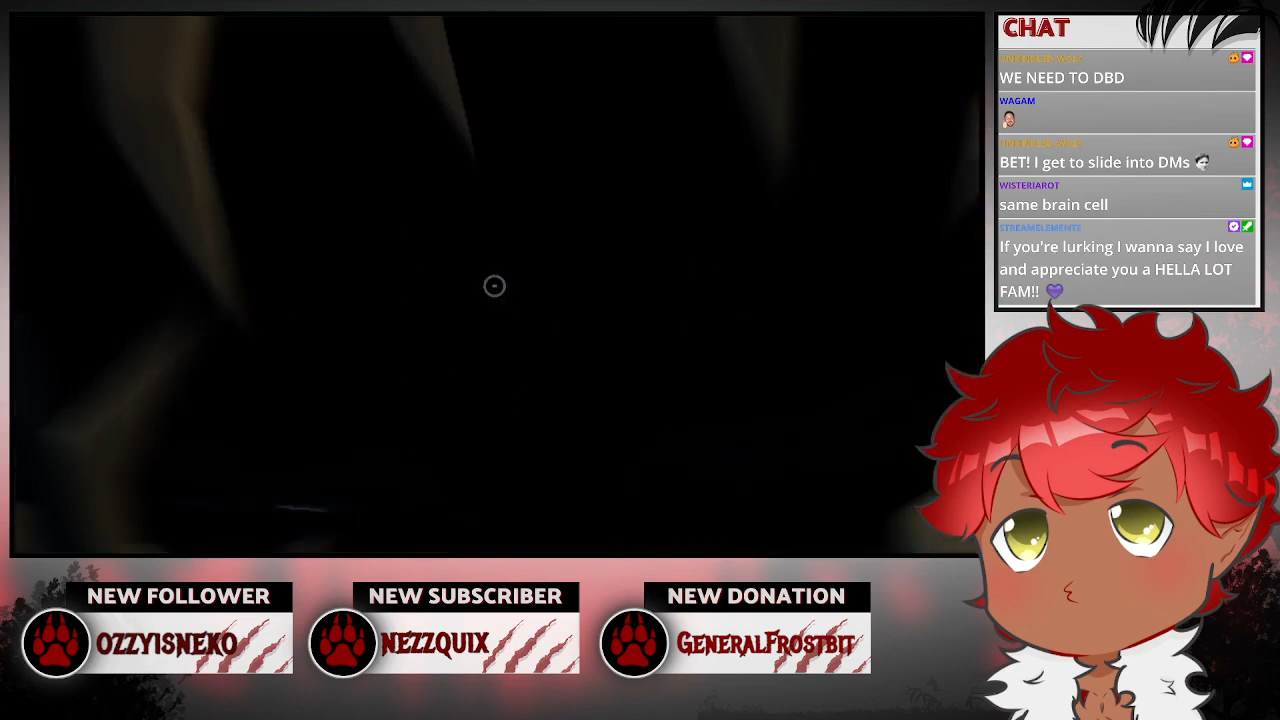 CHAT
WE NEED TO DBD
WAGAM
BET! I get to slide into DMs
WISTERIAROT
same brain cell
STREAMELEMENTS
If you're lurking I wanna say I love
and appreciate you a HELLA LOT
FAM!! 💜
NEW FOLLOWER
OZZYISNEKO
NEW SUBSCRIBER
NEZZQUIX
NEW DONATION
GENERALFROSTBIT